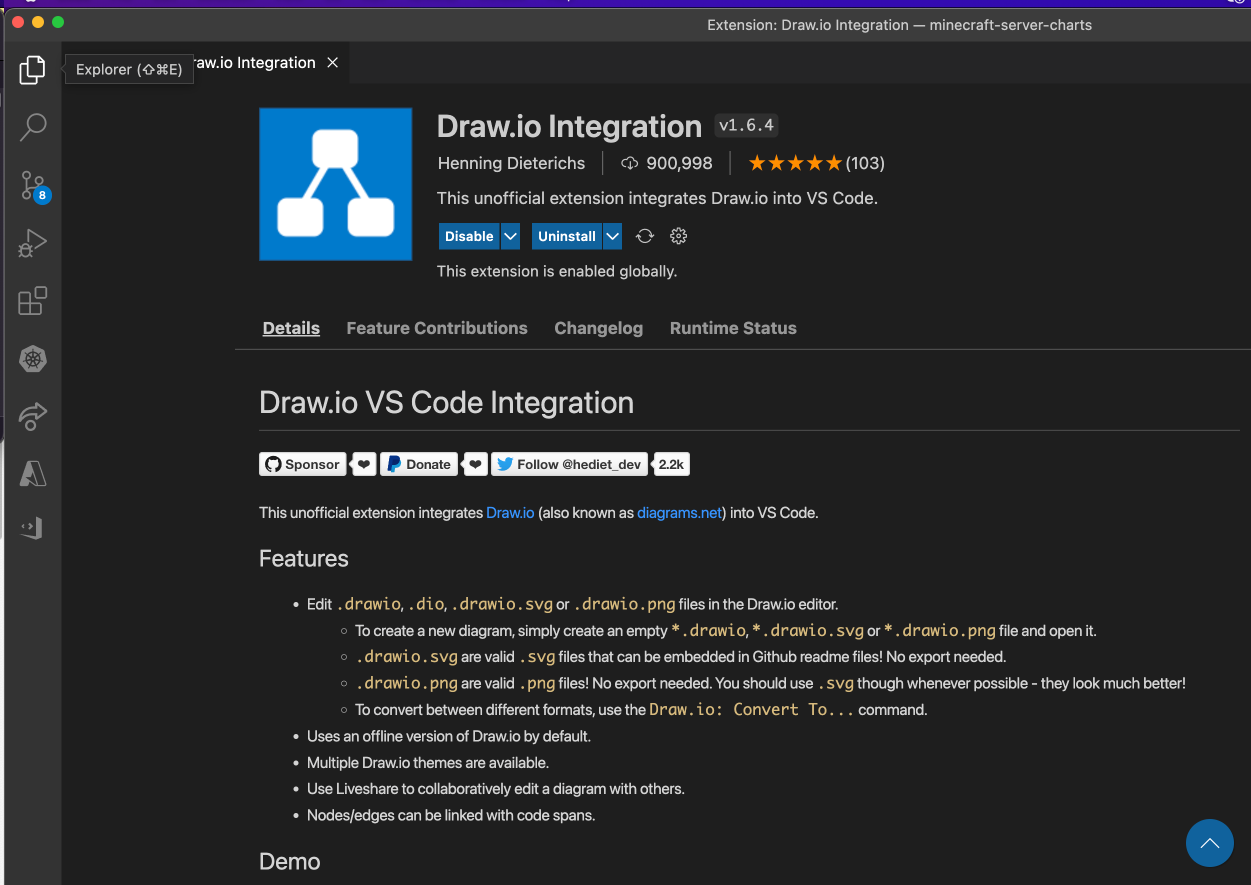 Extension: Draw.io Integration — minecraft-server-charts
Explorer (⇧⌘E)
raw.io Integration ×
Draw.io Integration v1.6.4
Henning Dieterichs 900,998 ★★★★★(103)
This unofficial extension integrates Draw.io into VS Code.
8
Disable Uninstall
This extension is enabled globally.
Details Feature Contributions Changelog Runtime Status
Draw.io VS Code Integration
Sponsor ❤ Donate ❤ Follow @hediet_dev 2.2k
This unofficial extension integrates Draw.io (also known as diagrams.net) into VS Code.
Features
• Edit .drawio, .dio, .drawio.svg or .drawio.png files in the Draw.io editor.
○ To create a new diagram, simply create an empty *.drawio, *.drawio.svg or *.drawio.png file and open it.
○ .drawio.svg are valid .svg files that can be embedded in Github readme files! No export needed.
○ .drawio.png are valid .png files! No export needed. You should use .svg though whenever possible - they look much better!
○ To convert between different formats, use the Draw.io: Convert To... command.
• Uses an offline version of Draw.io by default.
• Multiple Draw.io themes are available.
• Use Liveshare to collaboratively edit a diagram with others.
• Nodes/edges can be linked with code spans.
Demo